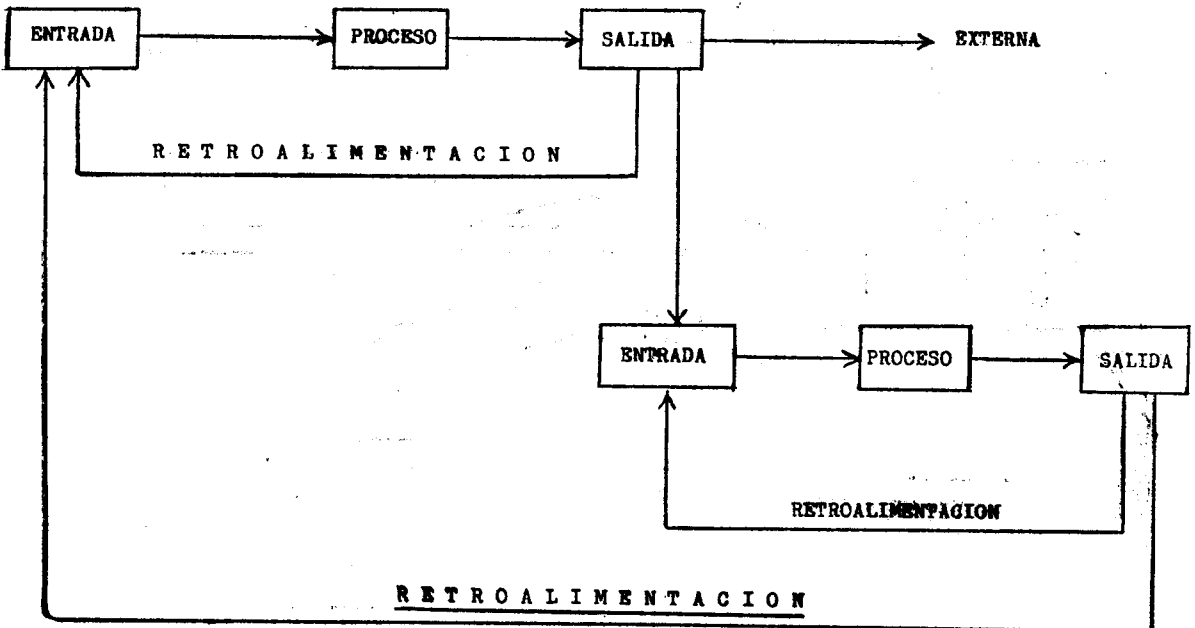 ENTRADA PROCESO SALIDA EXTERNA
RETROALIMENTACION
ENTRADA PROCESO SALIDA
RETROALIMENTACION
RETROALIMENTACION